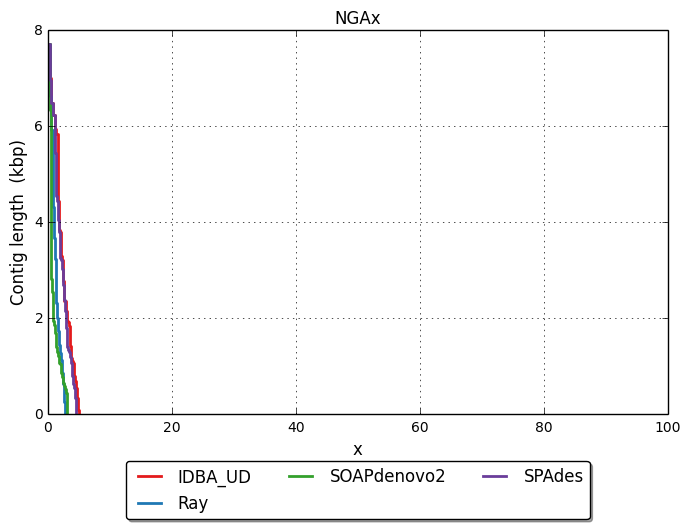 NGAx
8
6
4
2
0
Contig length (kbp)
0 20 40 60 80 100
x
IDBA_UD SOAPdenovo2 SPAdes
Ray